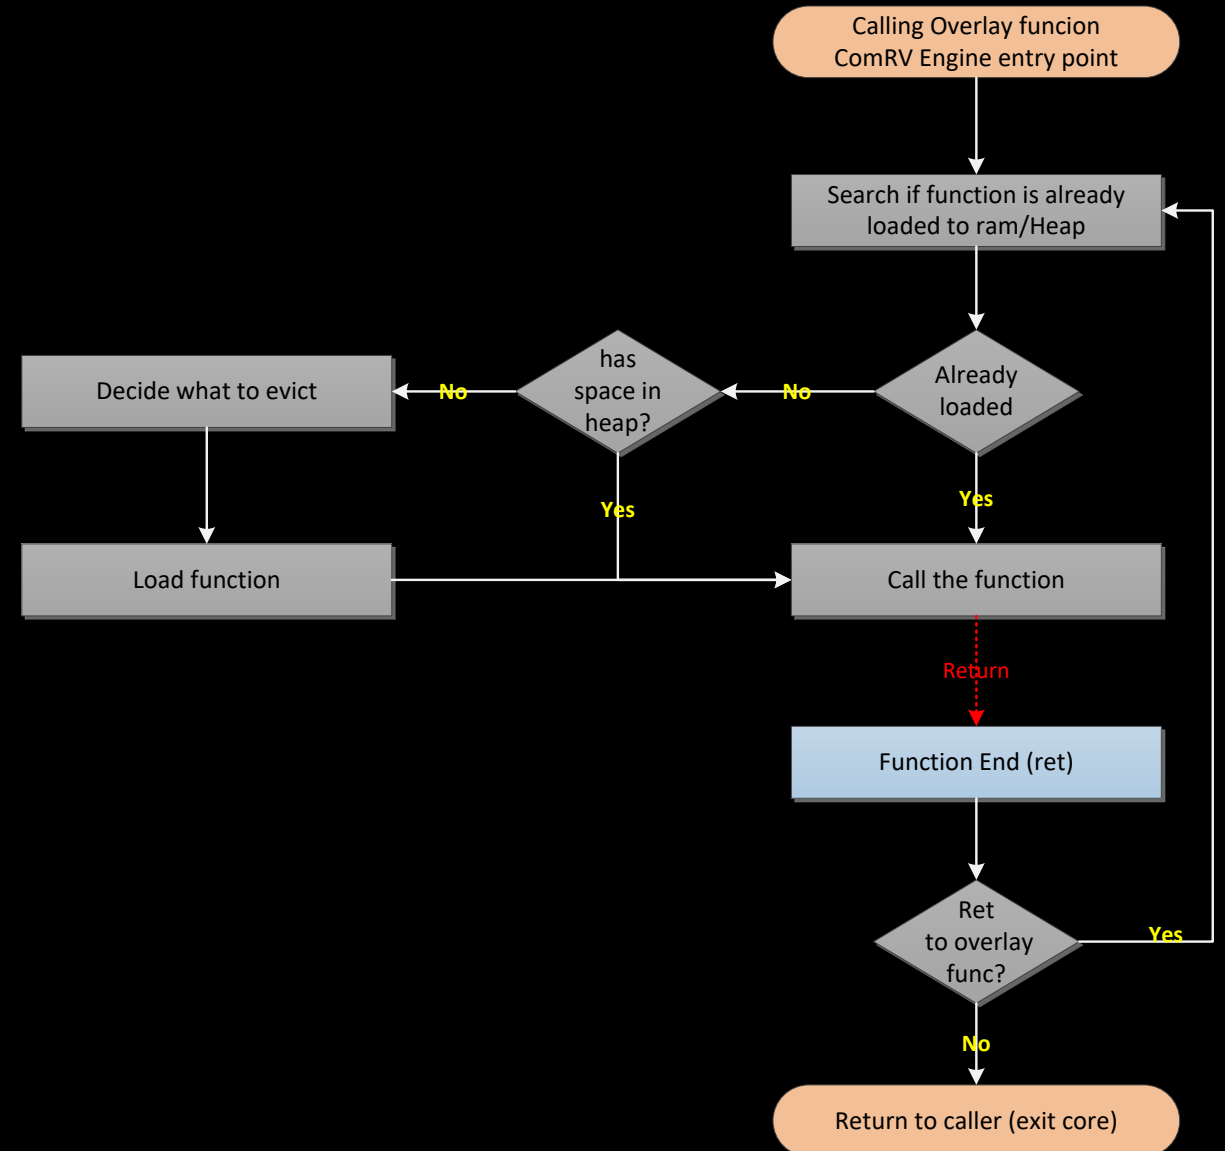 Calling Overlay funcion
ComRV Engine entry point
Search if function is already
loaded to ram/Heap
Already
loaded
No
has
space in
heap?
No
Decide what to evict
Yes
Yes
Load function
Call the function
Return
Function End (ret)
Ret
to overlay
func?
Yes
No
Return to caller (exit core)